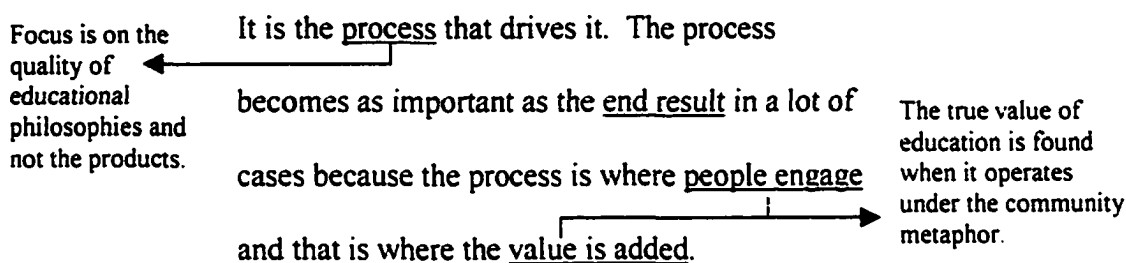 Focus is on the
quality of
educational
philosophies and
not the products.
It is the process that drives it. The process
becomes as important as the end result in a lot of
cases because the process is where people engage
and that is where the value is added.
The true value of
education is found
when it operates
under the community
metaphor.